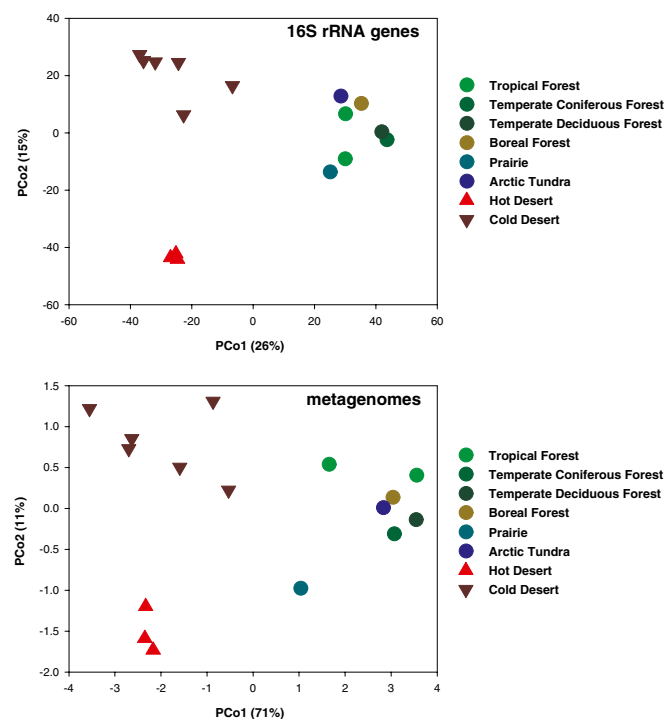 16S rRNA genes
40
20
0
-20
-40
-60
PCo2 (15%)
-60 -40 -20 0 20 40 60
PCo1 (26%)
Tropical Forest
Temperate Coniferous Forest
Temperate Deciduous Forest
Boreal Forest
Prairie
Arctic Tundra
Hot Desert
Cold Desert
metagenomes
1.5
1.0
0.5
0.0
-0.5
-1.0
-1.5
-2.0
PCo2 (11%)
-4 -3 -2 -1 0 1 2 3 4
PCo1 (71%)
Tropical Forest
Temperate Coniferous Forest
Temperate Deciduous Forest
Boreal Forest
Prairie
Arctic Tundra
Hot Desert
Cold Desert